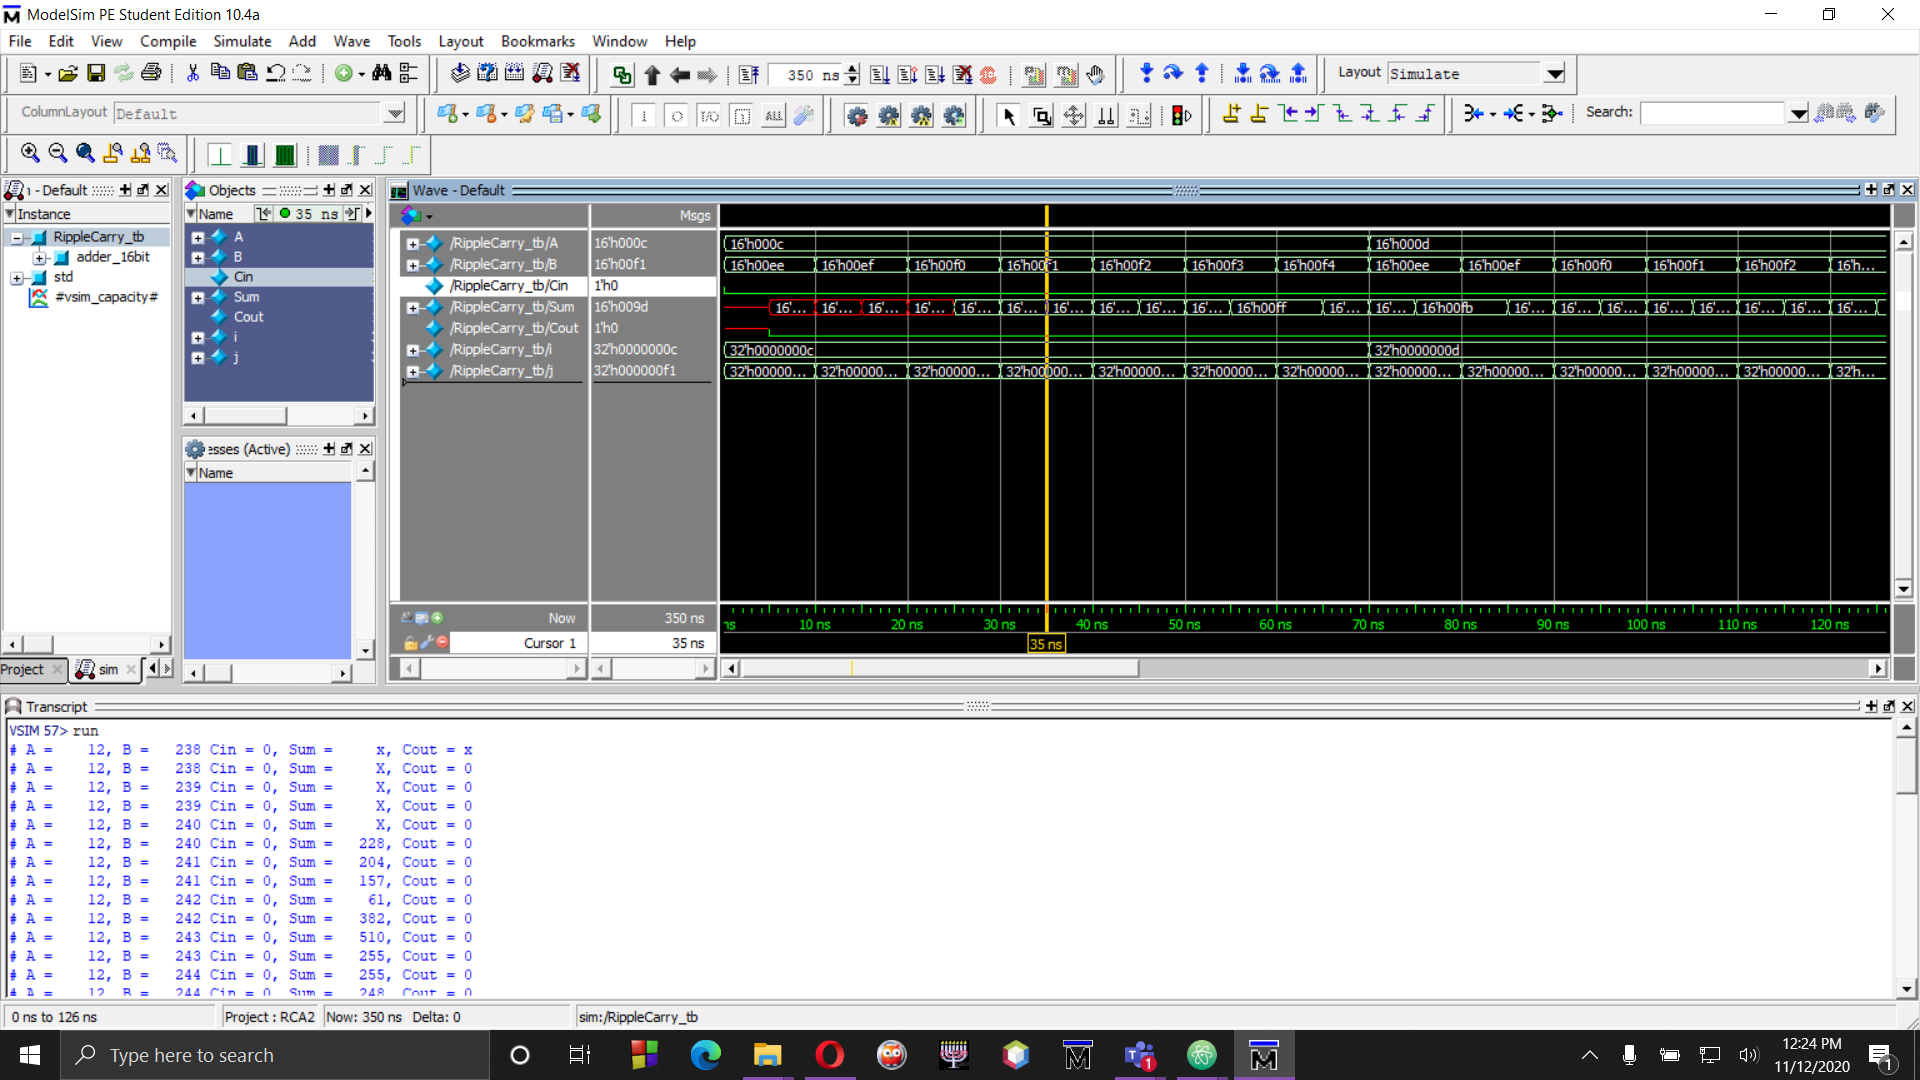 ModelSim PE Student Edition 10.4a
File Edit View Compile Simulate Add Wave Tools Layout Bookmarks Window Help
350 ns
Layout Simulate
ColumnLayout Default
Search:
- Default
Instance
RippleCarry_tb
adder_16bit
std
#vsim_capacity#
Project sim
Objects
Name 35 ns
A
B
Cin
Sum
Cout
i
j
esses (Active)
Name
Wave - Default
Msgs
/RippleCarry_tb/A 16'h000c 16'h000c 16'h000d
/RippleCarry_tb/B 16'h00f1 16'h00ee 16'h00ef 16'h00f0 16'h00f1 16'h00f2 16'h00f3 16'h00f4 16'h00ee 16'h00ef 16'h00f0 16'h00f1 16'h00f2 16'h...
/RippleCarry_tb/Cin 1'h0
/RippleCarry_tb/Sum 16'h009d 16'... 16'... 16'... 16'... 16'... 16'... 16'... 16'... 16'... 16'... 16'h00ff 16'... 16'... 16'h00fb 16'... 16'... 16'... 16'... 16'... 16'... 16'... 16'...
/RippleCarry_tb/Cout 1'h0
/RippleCarry_tb/i 32'h0000000c 32'h0000000c 32'h0000000d
/RippleCarry_tb/j 32'h000000f1 32'h00000... 32'h00000... 32'h00000... 32'h00000... 32'h00000... 32'h00000... 32'h00000... 32'h00000... 32'h00000... 32'h00000... 32'h00000... 32'h00000... 32'h...
Now 350 ns ns 10 ns 20 ns 30 ns 40 ns 50 ns 60 ns 70 ns 80 ns 90 ns 100 ns 110 ns 120 ns
Cursor 1 35 ns 35 ns
Transcript
VSIM 57> run
# A = 12, B = 238 Cin = 0, Sum = x, Cout = x
# A = 12, B = 238 Cin = 0, Sum = X, Cout = 0
# A = 12, B = 239 Cin = 0, Sum = X, Cout = 0
# A = 12, B = 239 Cin = 0, Sum = X, Cout = 0
# A = 12, B = 240 Cin = 0, Sum = X, Cout = 0
# A = 12, B = 240 Cin = 0, Sum = 228, Cout = 0
# A = 12, B = 241 Cin = 0, Sum = 204, Cout = 0
# A = 12, B = 241 Cin = 0, Sum = 157, Cout = 0
# A = 12, B = 242 Cin = 0, Sum = 61, Cout = 0
# A = 12, B = 242 Cin = 0, Sum = 382, Cout = 0
# A = 12, B = 243 Cin = 0, Sum = 510, Cout = 0
# A = 12, B = 243 Cin = 0, Sum = 255, Cout = 0
# A = 12, B = 244 Cin = 0, Sum = 255, Cout = 0
# A = 12, B = 244 Cin = 0, Sum = 248, Cout = 0
0 ns to 126 ns Project : RCA2 Now: 350 ns Delta: 0 sim:/RippleCarry_tb
Type here to search
12:24 PM
11/12/2020
1
1